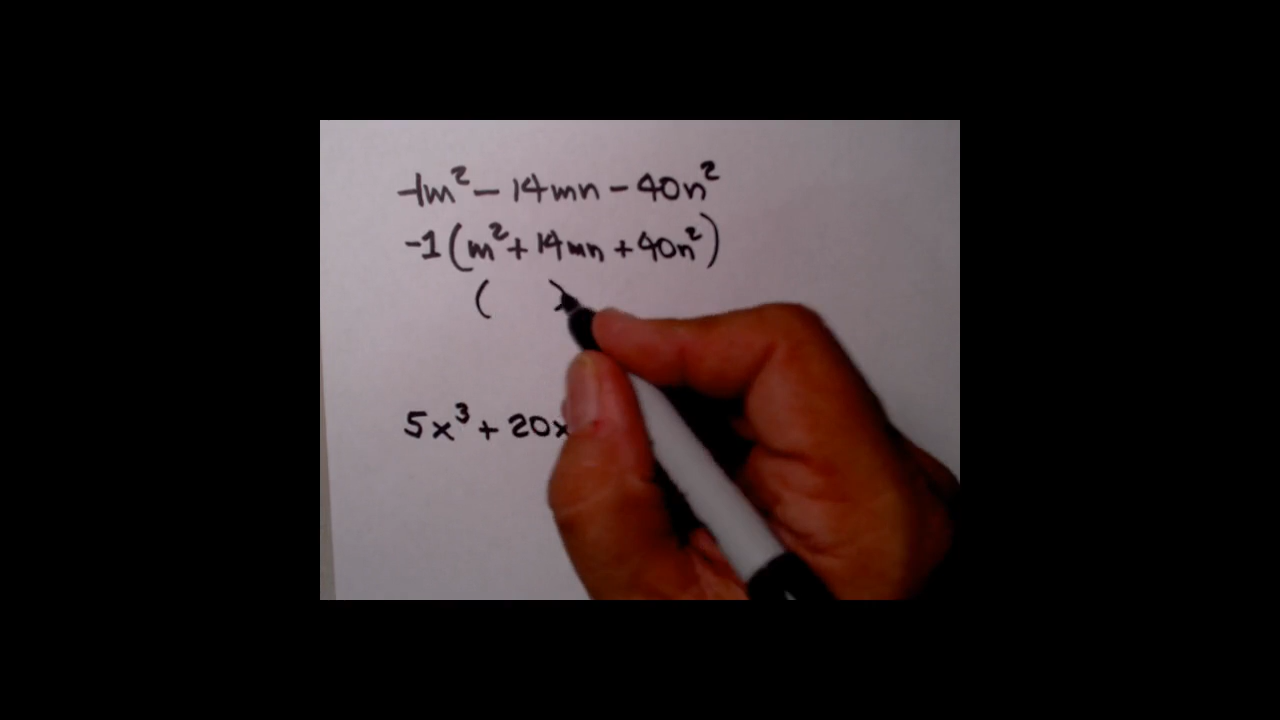 -1m² - 14mn - 40n²
-1(m² + 14mn + 40n²)
( )
5x³ + 20x